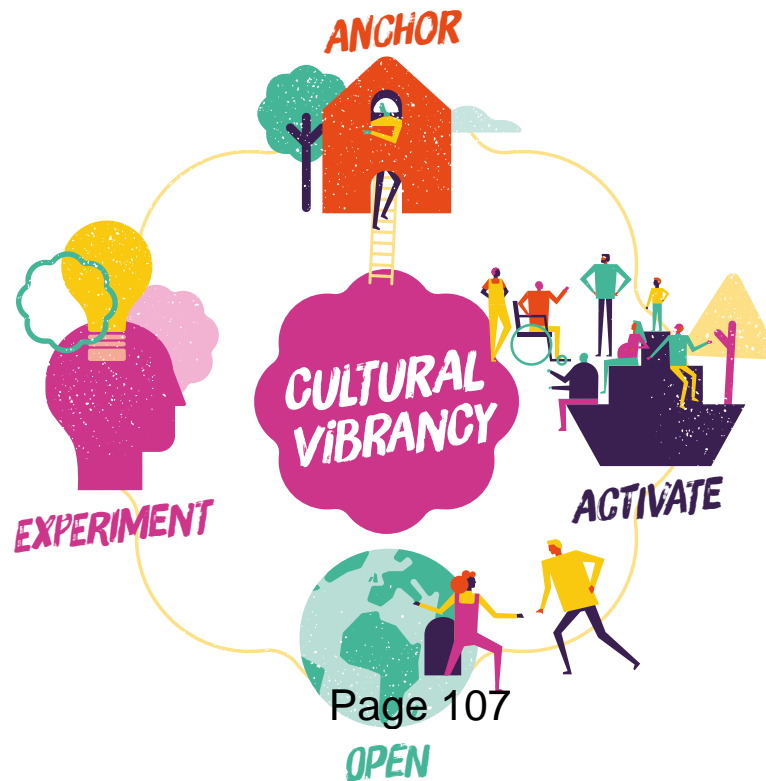 ANCHOR
CULTURAL
ViBRANCY
ACTIVATE
EXPERIMENT
Page 107
OPEN